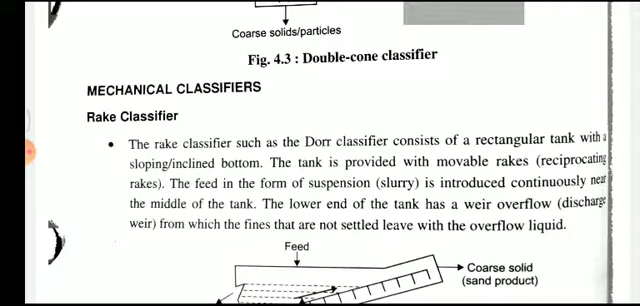 Coarse solids/particles
Fig. 4.3 : Double-cone classifier
MECHANICAL CLASSIFIERS
Rake Classifier
• The rake classifier such as the Dorr classifier consists of a rectangular tank with a
sloping/inclined bottom. The tank is provided with movable rakes (reciprocating
rakes). The feed in the form of suspension (slurry) is introduced continuously near
the middle of the tank. The lower end of the tank has a weir overflow (discharge
weir) from which the fines that are not settled leave with the overflow liquid.
Feed
Coarse solid
(sand product)